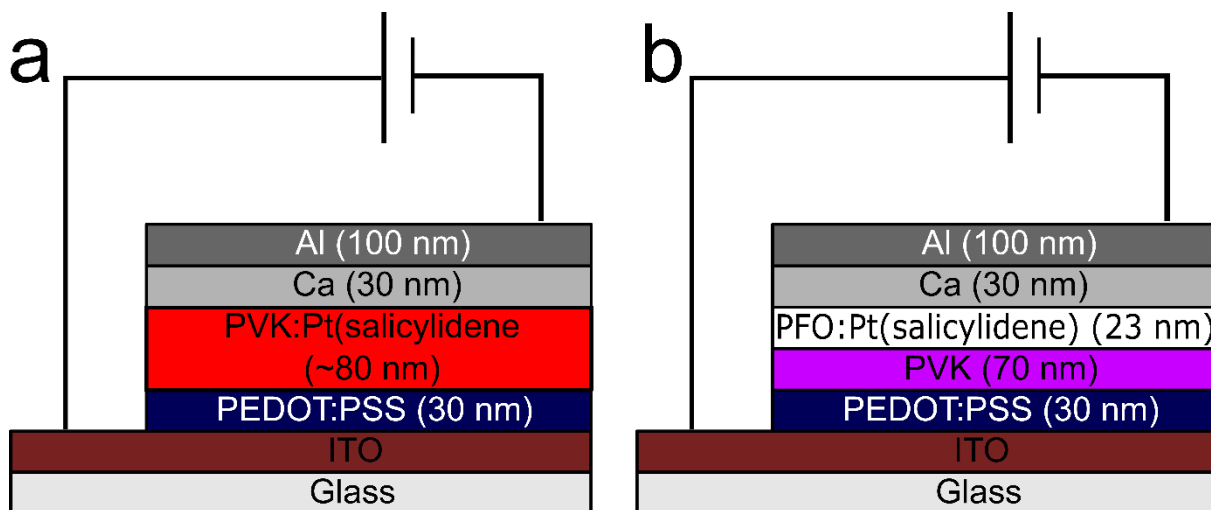 a
Al (100 nm)
Ca (30 nm)
PVK:Pt(salicylidene
(~80 nm)
PEDOT:PSS (30 nm)
ITO
Glass
b
Al (100 nm)
Ca (30 nm)
PFO:Pt(salicylidene) (23 nm)
PVK (70 nm)
PEDOT:PSS (30 nm)
ITO
Glass